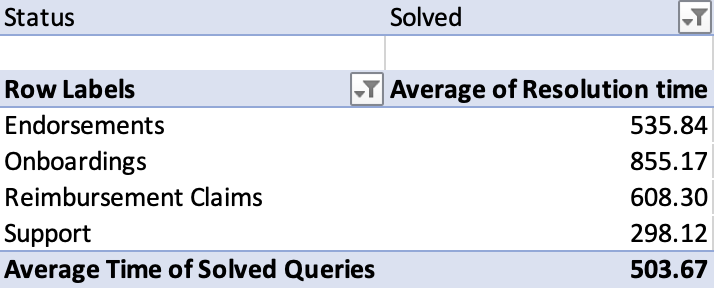 Status Solved
Row Labels Average of Resolution time
Endorsements 535.84
Onboardings 855.17
Reimbursement Claims 608.30
Support 298.12
Average Time of Solved Queries 503.67